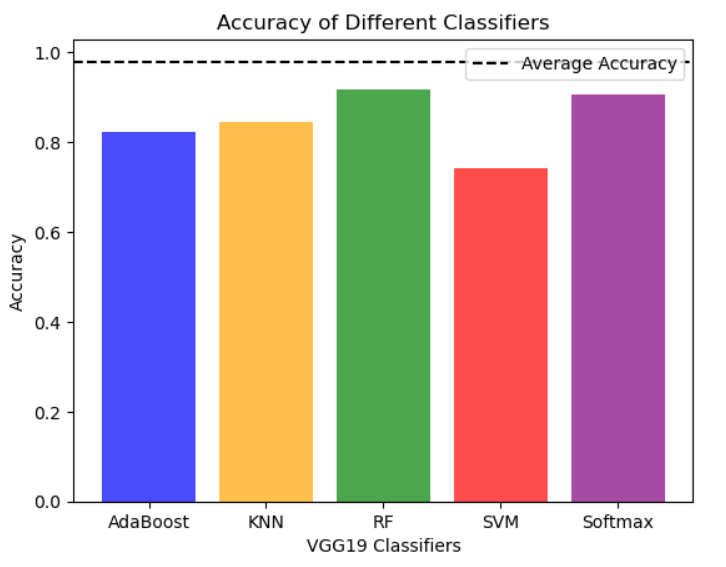 Accuracy of Different Classifiers
1.0
Average Accuracy
0.8
0.6
Accuracy
0.4
0.2
0.0
AdaBoost KNN RF SVM Softmax
VGG19 Classifiers